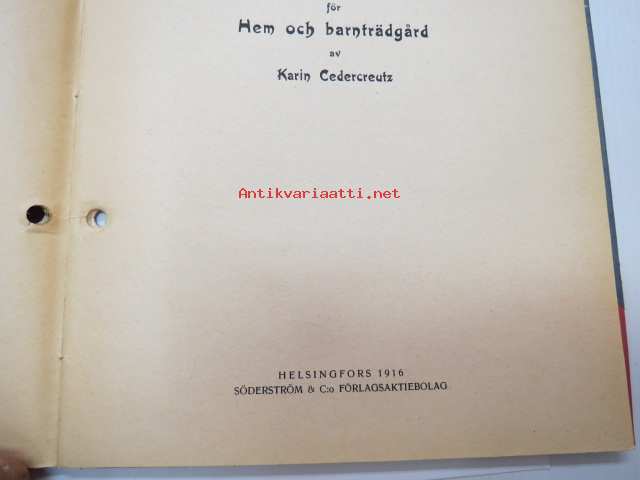 för
Hem och barnträdgård
av
Karin Cedercreutz
Antikvariaatti.net
HELSINGFORS 1916
SÖDERSTRÖM & C:o FÖRLAGSAKTIEBOLAG